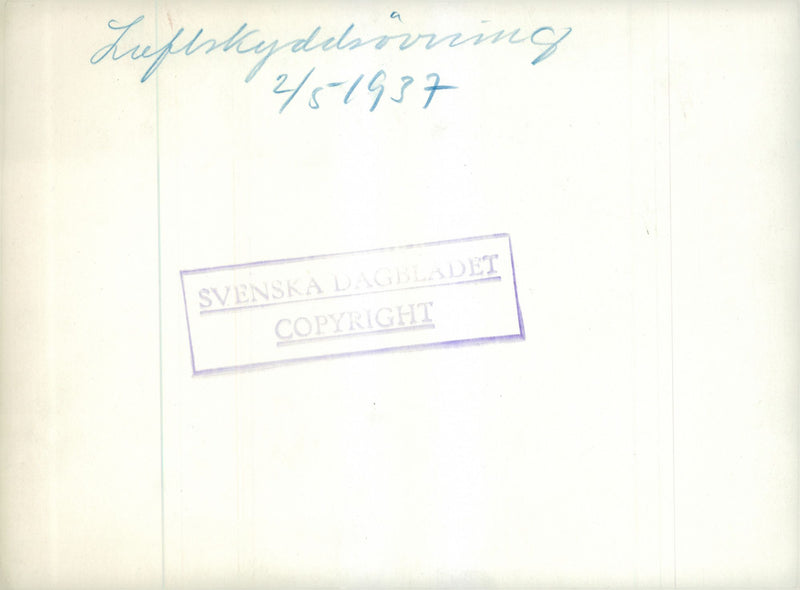 Luftskyddsövning
2/5 1937
SVENSKA DAGBLADET
COPYRIGHT